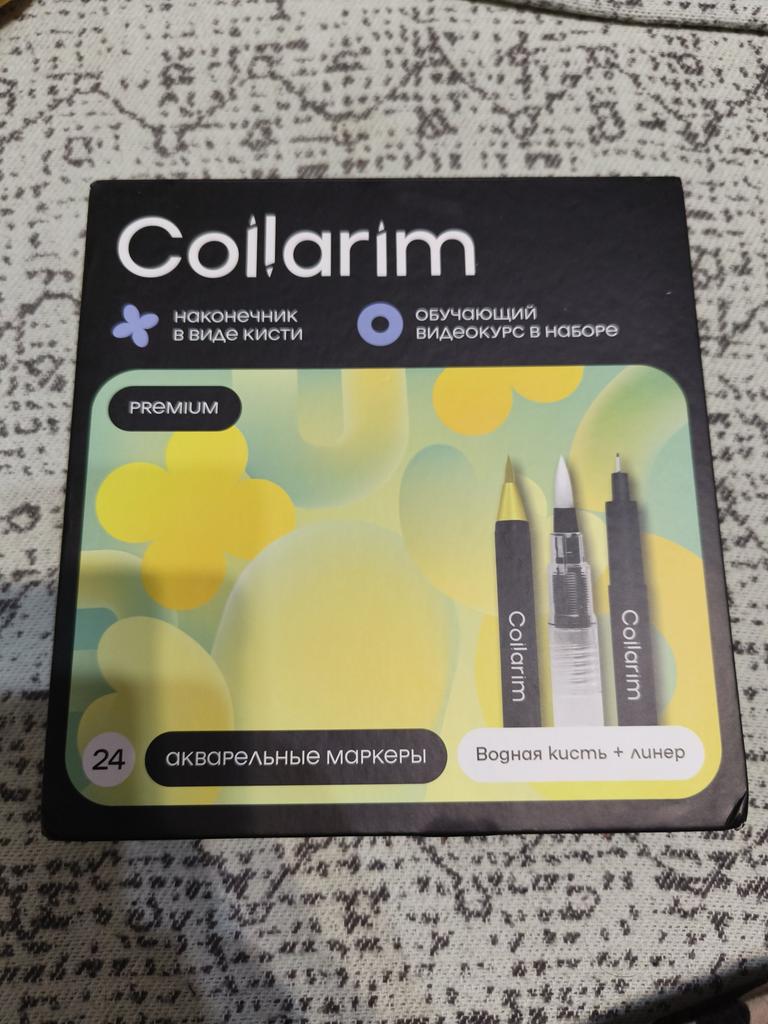 Collarim
наконечник
в виде кисти
обучающий
видеокурс в наборе
PREMIUM
Collarim
Collarim
24
акварельные маркеры
Водная кисть + линер